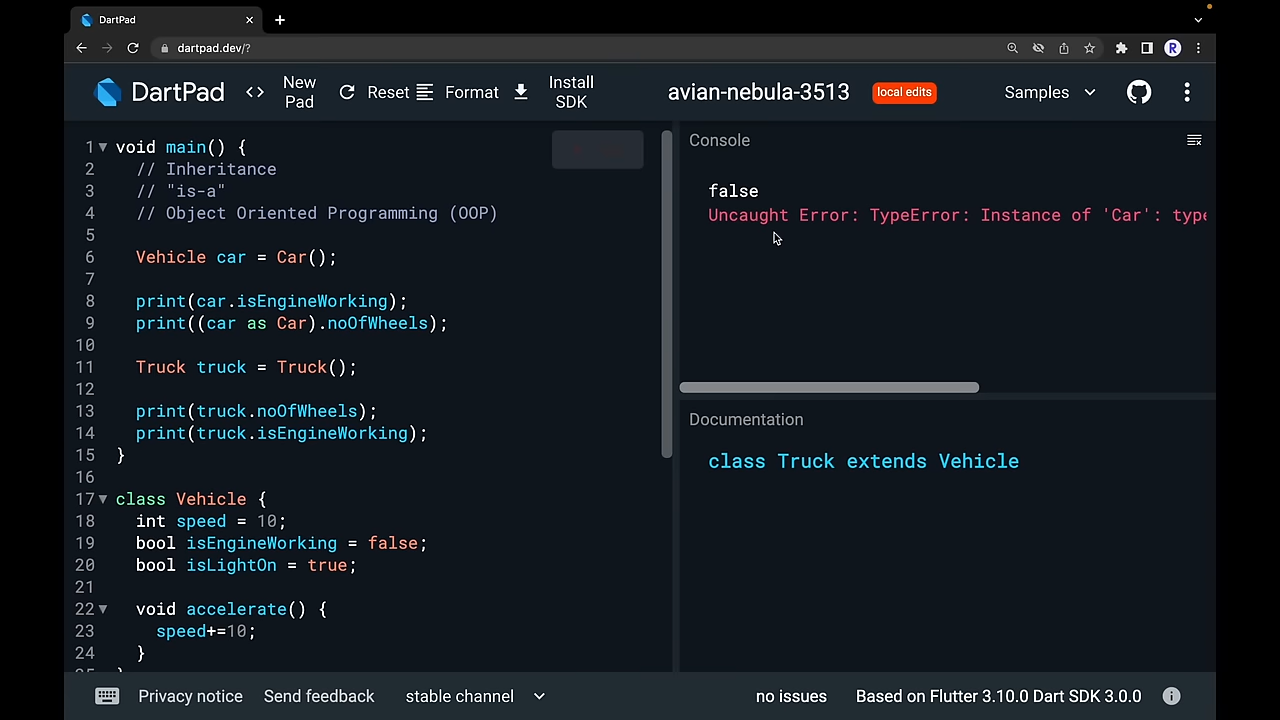 DartPad
dartpad.dev/?
R
DartPad
<>
New Pad
Reset
Format
Install SDK
avian-nebula-3513
local edits
Samples
1 void main() {
2 // Inheritance
3 // "is-a"
4 // Object Oriented Programming (OOP)
5
6 Vehicle car = Car();
7
8 print(car.isEngineWorking);
9 print((car as Car).noOfWheels);
10
11 Truck truck = Truck();
12
13 print(truck.noOfWheels);
14 print(truck.isEngineWorking);
15 }
16
17 class Vehicle {
18 int speed = 10;
19 bool isEngineWorking = false;
20 bool isLightOn = true;
21
22 void accelerate() {
23 speed+=10;
24 }
Console
false
Uncaught Error: TypeError: Instance of 'Car': type
Documentation
class Truck extends Vehicle
Privacy notice
Send feedback
stable channel
no issues
Based on Flutter 3.10.0 Dart SDK 3.0.0